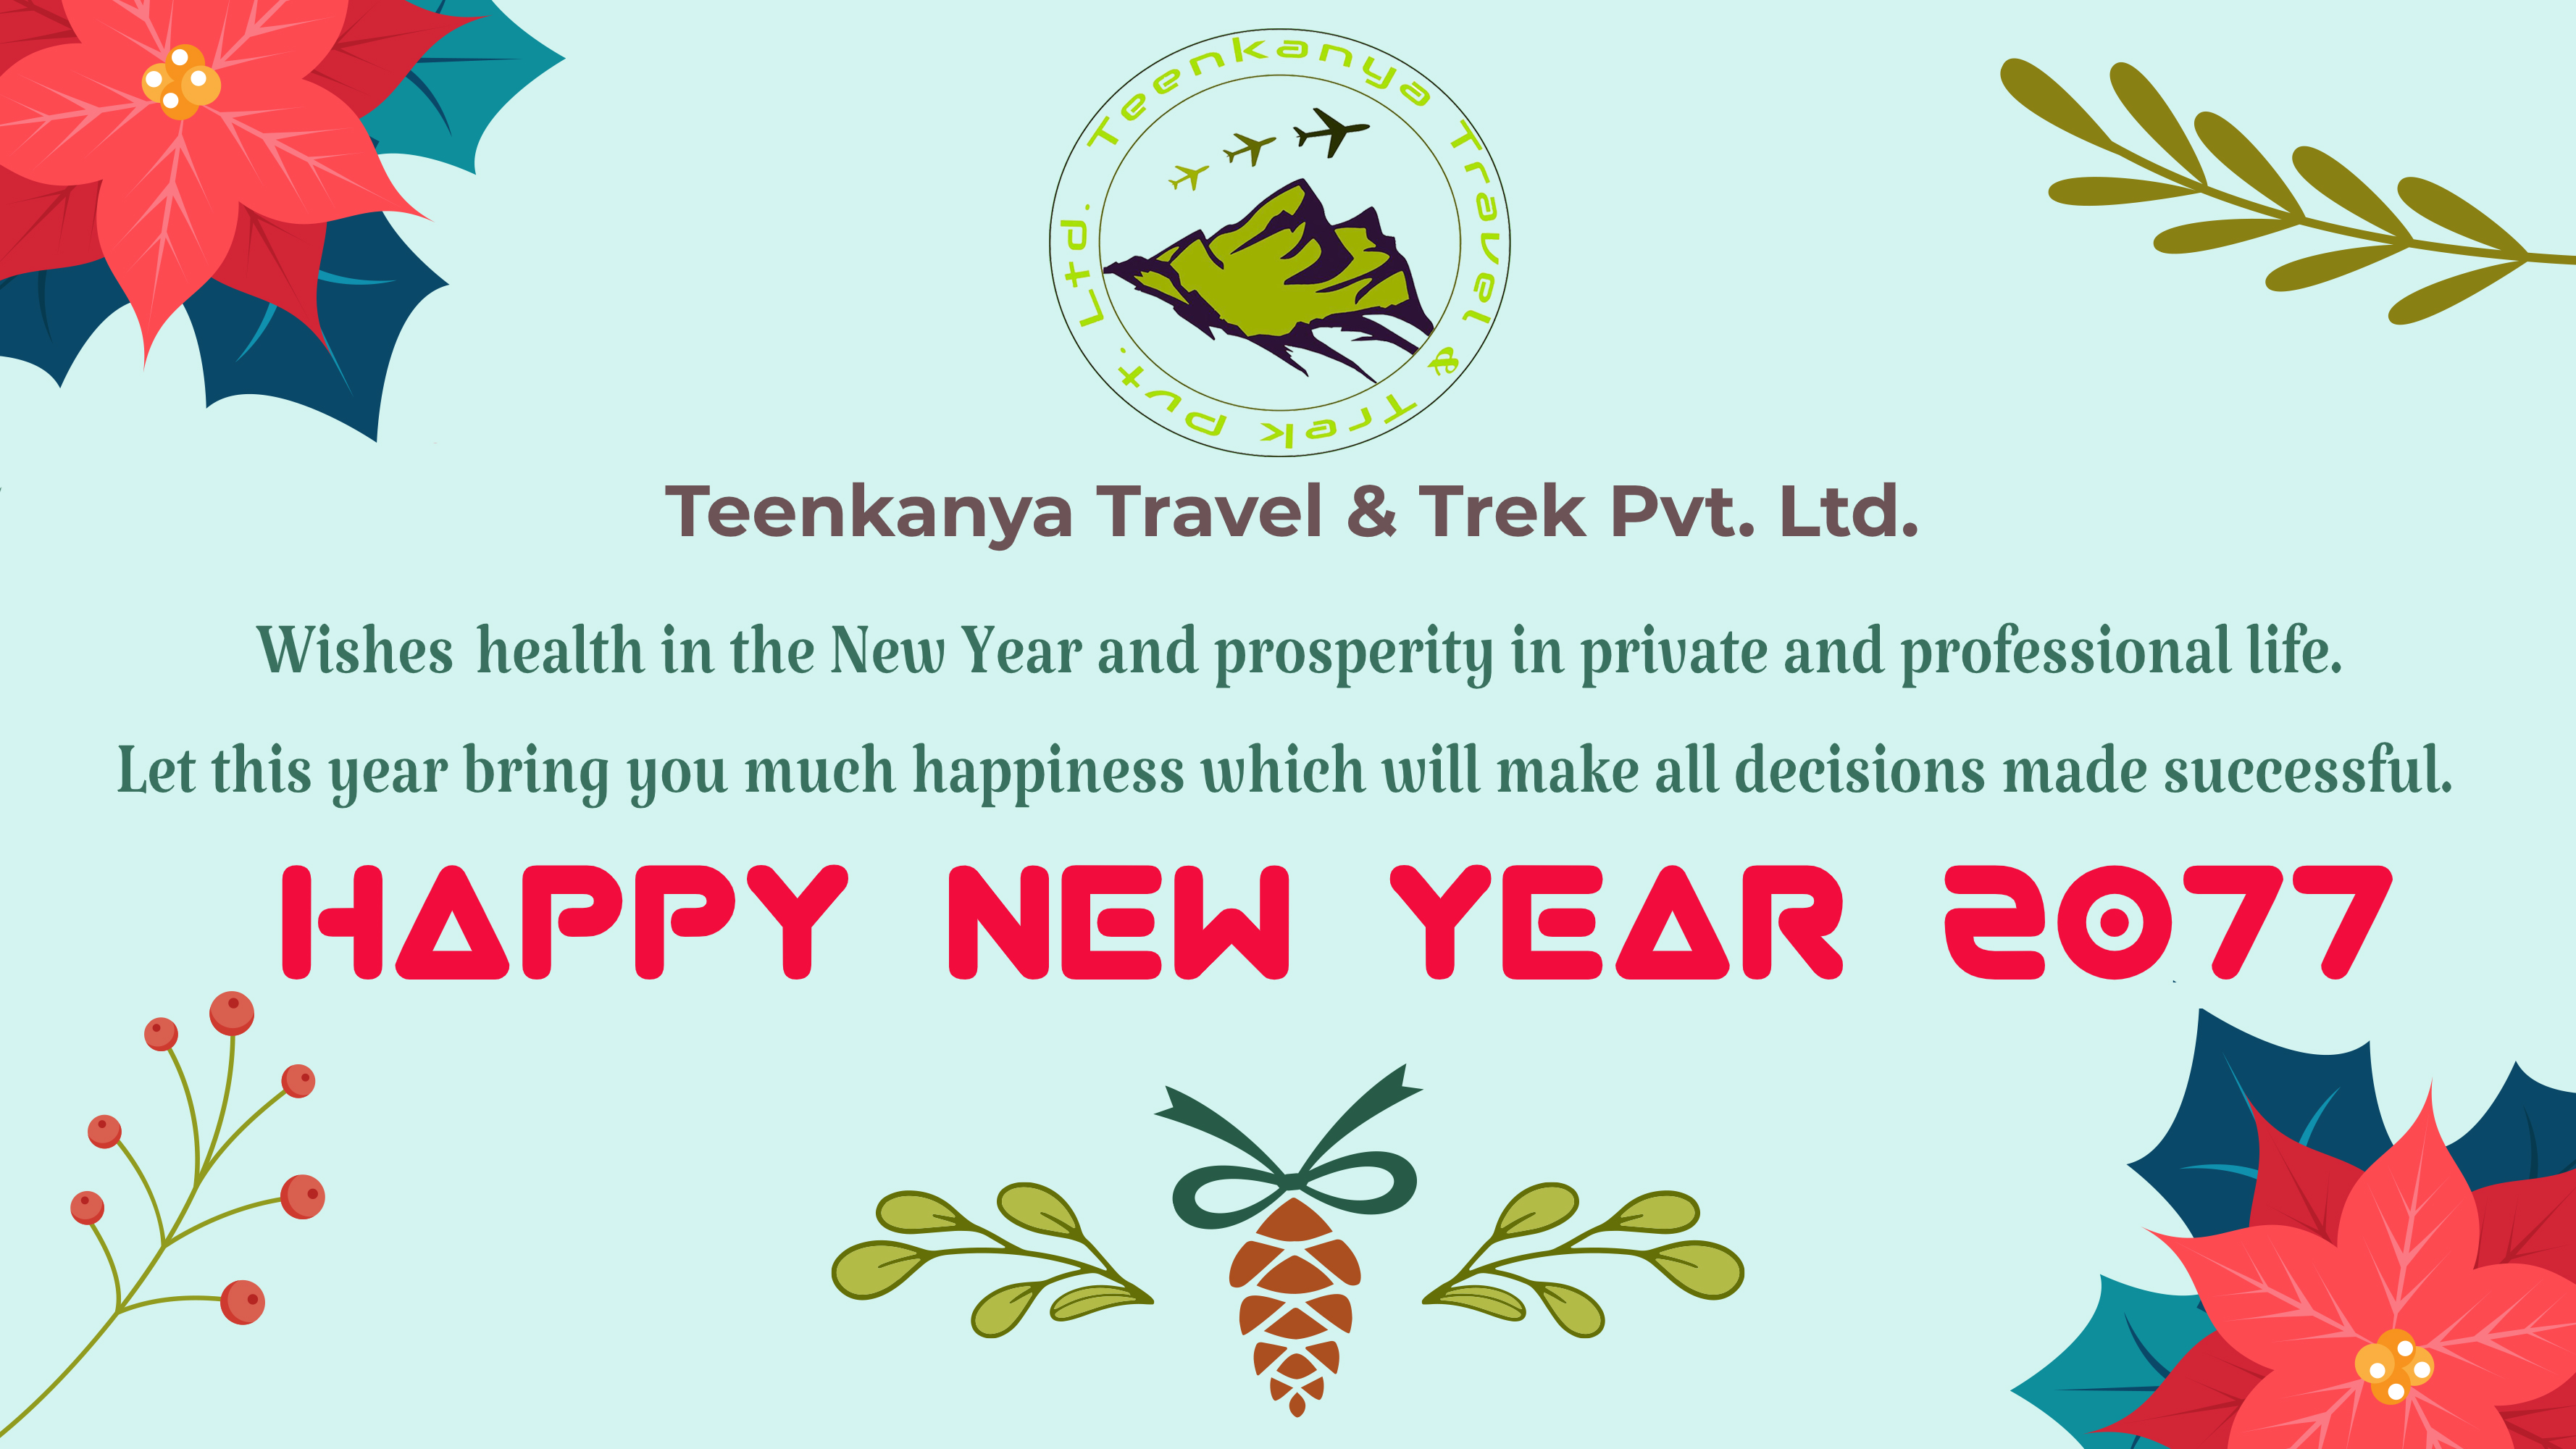 Teenkanya Travel & Trek Pvt. Ltd.
Teenkanya Travel & Trek Pvt. Ltd.
Wishes health in the New Year and prosperity in private and professional life.
Let this year bring you much happiness which will make all decisions made successful.
HAPPY NEW YEAR 2077